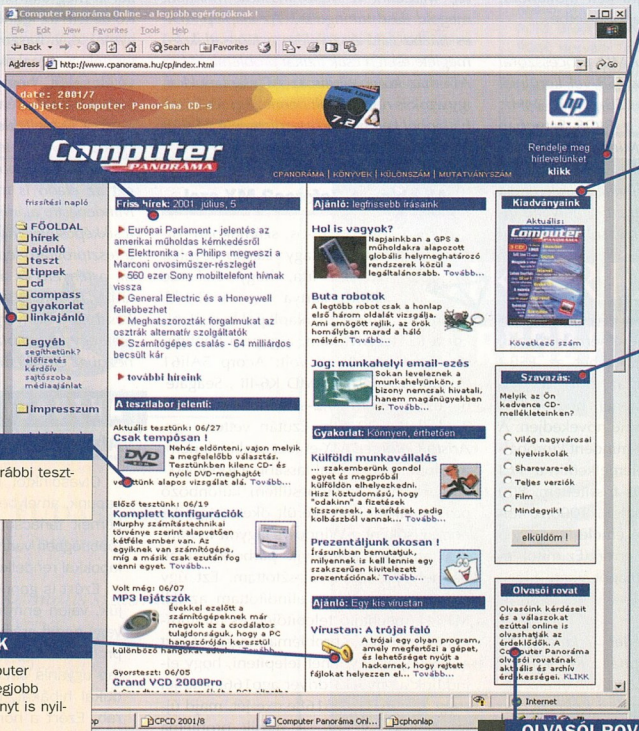 Computer Panoráma Online - a legjobb egérfogóknak !
File Edit View Favorites Tools Help
Back Search Favorites
Address http://www.cpanorama.hu/cp/index.html Go
date: 2001/7
subject: Computer Panoráma CD-s
7.2
hp
invent
Computer
PANORÁMA
CPANORÁMA | KÖNYVEK | KÜLÖNSZÁM | MUTATVÁNYSZÁM
Rendelje meg
hírlevelünket
klikk
frissítési napló
FŐOLDAL
hírek
ajánló
teszt
tippek
cd
compass
gyakorlat
linkajánló
egyéb
segíthetünk?
előfizetés
kérdőív
sajtószoba
médiaajánlat
impresszum
Friss hírek: 2001. július, 5
Európai Parlament - jelentés az
amerikai műholdas kémkedésről
Elektronika - a Philips megveszi a
Marconi orvosiműszer-részlegét
560 ezer Sony mobiltelefont hívnak
vissza
General Electric és a Honeywell
fellebbezhet
Meghatszorozták forgalmukat az
osztrák alternatív szolgáltatók
Számítógépes csalás - 64 milliárdos
becsült kár
további híreink
A tesztlabor jelenti:
Aktuális tesztünk: 06/27
Csak tempósan !
DVD
Nehéz eldönteni, vajon melyik
a megfelelőbb választás.
Tesztünkben kilenc CD- és
nyolc DVD-meghajtót
vetettünk alapos vizsgálat alá. Tovább...
Előző tesztünk: 06/19
Komplett konfigurációk
Murphy számítástechnikai
törvénye szerint alapvetően
kétféle ember van. Az
egyiknek van számítógépe,
míg a másik csak ezután fog
venni egyet. Tovább...
Volt még: 06/07
MP3 lejátszók
Évekkel ezelőtt a
számítógépeknek már
megvolt az a csodálatos
tulajdonságuk, hogy a PC
hangszóróján keresztül
különböző hangokat
Gyorsteszt: 06/05
Grand VCD 2000Pro
Ajánló: legfrissebb írásaink
Hol is vagyok?
Napjainkban a GPS a
műholdakra alapozott
globális helymeghatározó
rendszerek közül a
legáltalánosabb. Tovább...
Buta robotok
A legtöbb robot csak a honlap
első három oldalát vizsgálja.
Ami emögött rejlik, az örök
homályban marad a háló
mélyén. Tovább...
Jog: munkahelyi email-ezés
Sokan leveleznek a
munkahelyünkön, s
bizony nemcsak hivatali,
hanem magánügyekben
is. Tovább...
Gyakorlat: Könnyen, érthetően
Külföldi munkavállalás
... szakemberünk gondol
egyet és megpróbál
külföldön elhelyezkedni.
Hisz köztudomású, hogy
"odakinn" a fizetések
tízszeresek, a kerítések pedig
kolbászból vannak... Tovább...
Prezentáljunk okosan !
Írásunkban bemutatjuk,
milyennek is kell lennie egy
szakszerűen kivitelezett
prezentációnak. Tovább...
Ajánló: Egy kis vírustan
Vírustan: A trójai faló
A trójai egy olyan program,
amely megfertőzi a gépet,
és lehetőséget nyújt a
hackernek, hogy rejtett
fájlokat helyezzen el... Tovább...
Kiadványaink
Aktuális:
Computer
Következő szám
Szavazás:
Melyik az Ön
kedvence CD-
mellékleteinken?
Világ nagyvárosai
Nyelviskolák
Shareware-ek
Teljes verziók
Film
Mindegyik!
elküldöm !
Olvasói rovat
Olvasóink kérdéseit
és a válaszokat
ezúttal online is
olvashatják az
érdeklődők. A
Computer Panoráma
olvasói rovatának
aktuális és archív
érdekességei. KLIKK
Internet
CPCD 2001/8
Computer Panoráma Onl...
cphonlap
rábbi teszt-
K
puter
egjobb
nyt is nyil-
OLVASÓI ROV